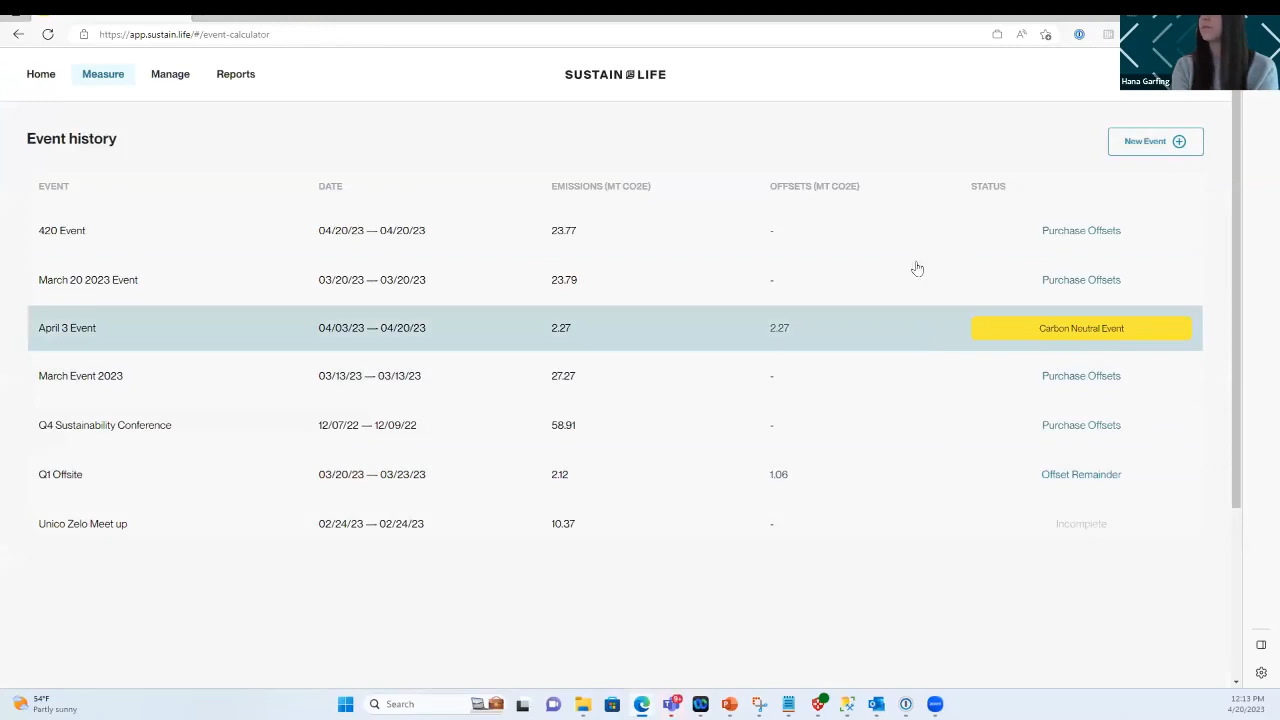 https://app.sustain.life/#/event-calculator
Hana Garfing
Home Measure Manage Reports SUSTAIN LIFE
Event history
New Event
EVENT DATE EMISSIONS (MT CO2E) OFFSETS (MT CO2E) STATUS
420 Event 04/20/23 — 04/20/23 23.77 - Purchase Offsets
March 20 2023 Event 03/20/23 — 03/20/23 23.79 - Purchase Offsets
April 3 Event 04/03/23 — 04/20/23 2.27 2.27 Carbon Neutral Event
March Event 2023 03/13/23 — 03/13/23 27.27 - Purchase Offsets
Q4 Sustainability Conference 12/07/22 — 12/09/22 58.91 - Purchase Offsets
Q1 Offsite 03/20/23 — 03/23/23 2.12 1.06 Offset Remainder
Unico Zelo Meet up 02/24/23 — 02/24/23 10.37 - Incomplete
54°F
Partly sunny
Search
9+
zoom
12:13 PM
4/20/2023